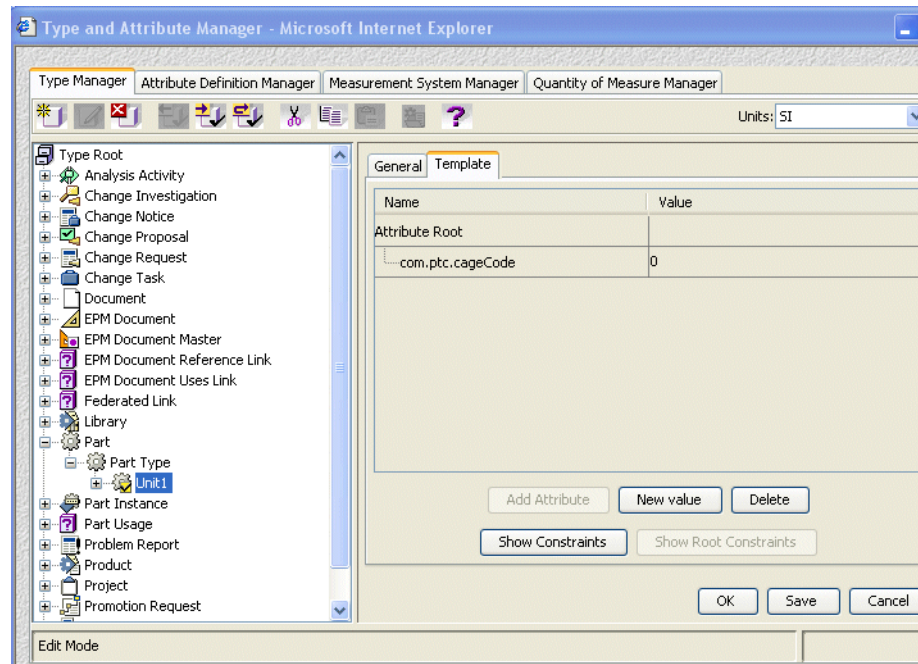 Type and Attribute Manager - Microsoft Internet Explorer
Type Manager Attribute Definition Manager Measurement System Manager Quantity of Measure Manager
Units: SI
Type Root
Analysis Activity
Change Investigation
Change Notice
Change Proposal
Change Request
Change Task
Document
EPM Document
EPM Document Master
EPM Document Reference Link
EPM Document Uses Link
Federated Link
Library
Part
Part Type
Unit1
Part Instance
Part Usage
Problem Report
Product
Project
Promotion Request
General Template
Name Value
Attribute Root
com.ptc.cageCode 0
Add Attribute New value Delete
Show Constraints Show Root Constraints
OK Save Cancel
Edit Mode